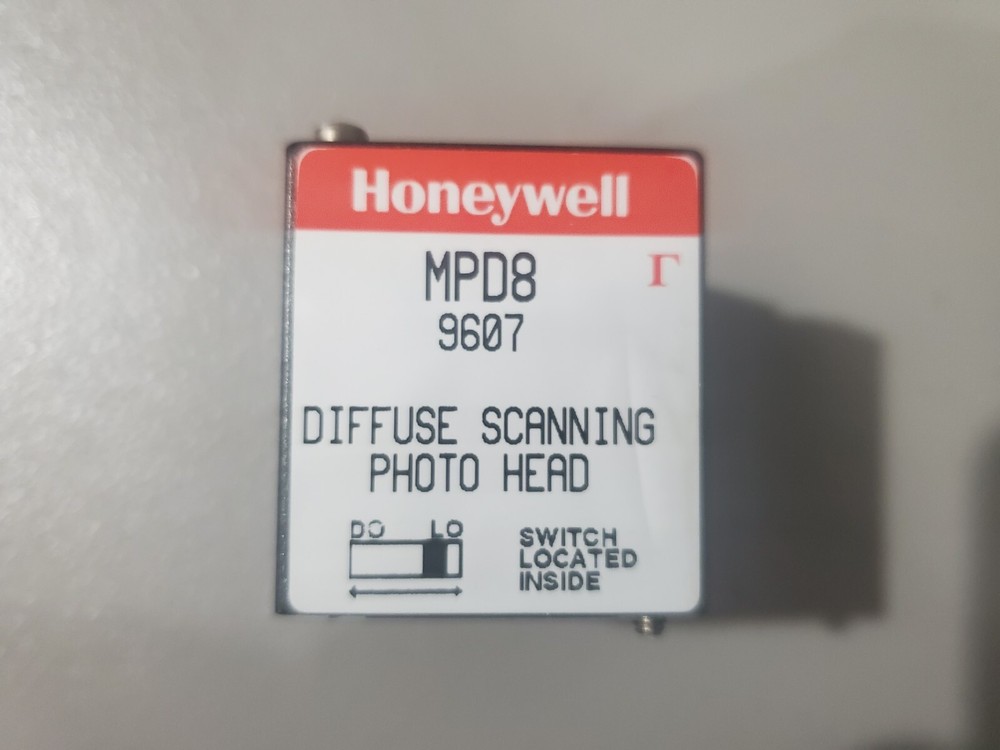 Honeywell
MPD8
Γ
9607
DIFFUSE SCANNING
PHOTO HEAD
DO LO
SWITCH
LOCATED
INSIDE